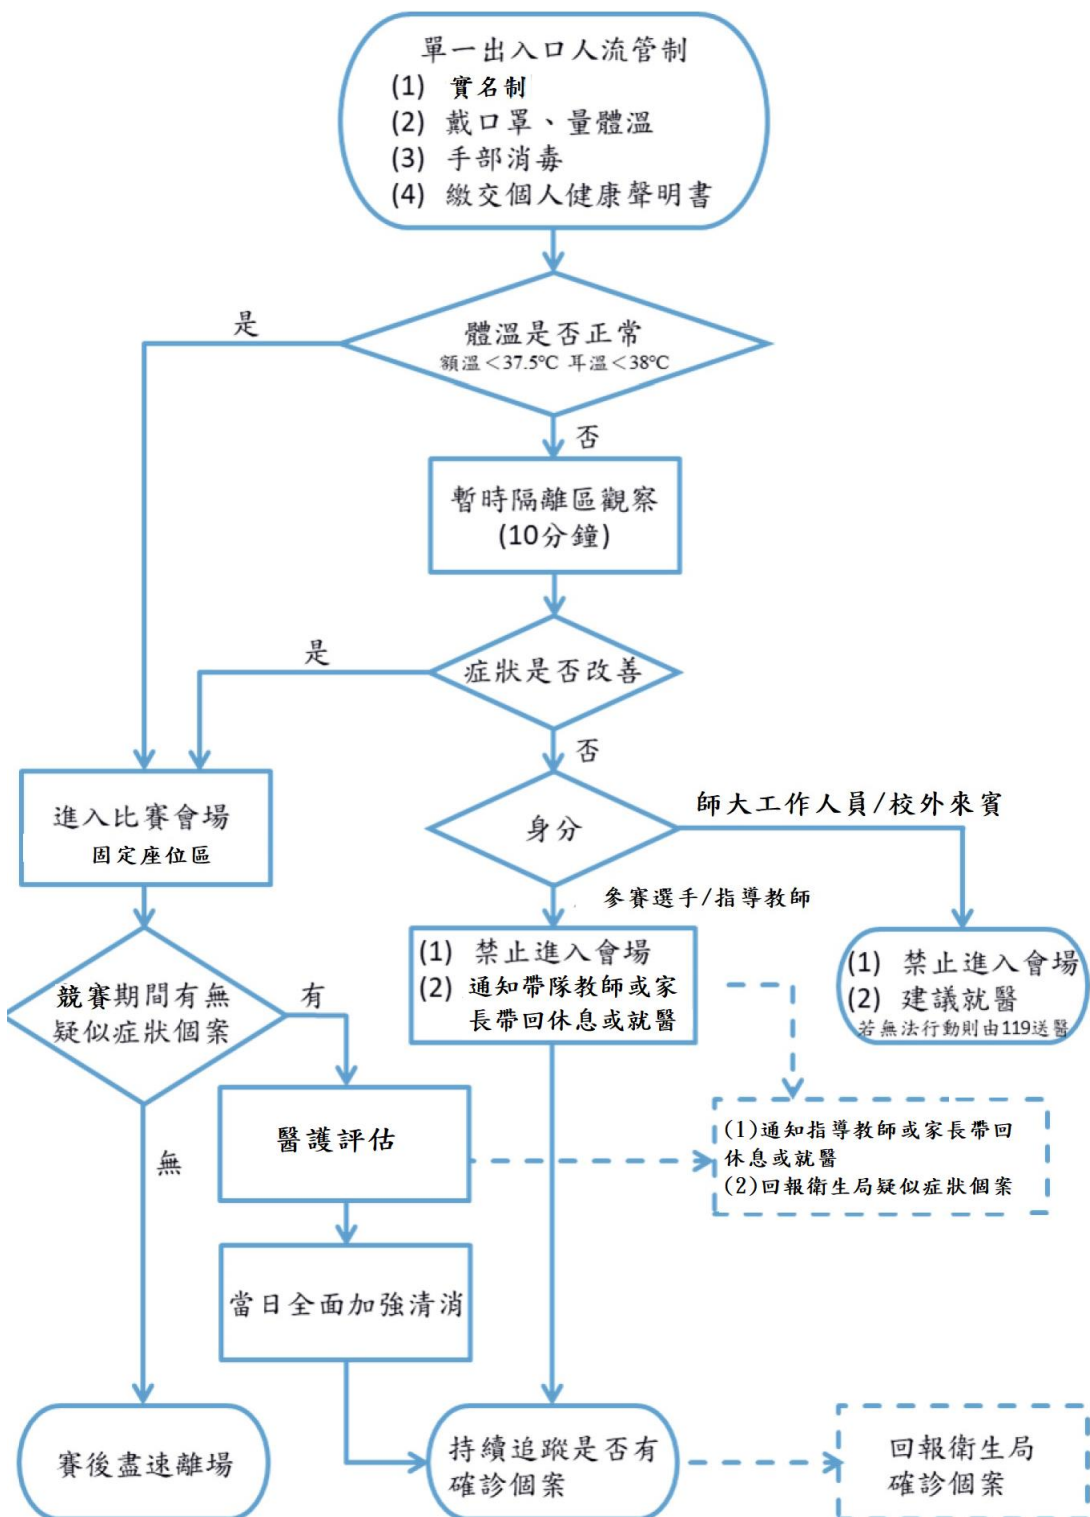 單一出入口人流管制
(1) 實名制
(2) 戴口罩、量體溫
(3) 手部消毒
(4) 繳交個人健康聲明書
是
體溫是否正常
額溫<37.5℃ 耳溫<38℃
否
暫時隔離區觀察
(10分鐘)
是
症狀是否改善
否
進入比賽會場
固定座位區
身分
師大工作人員/校外來賓
參賽選手/指導教師
(1) 禁止進入會場
(2) 通知帶隊教師或家
長帶回休息或就醫
(1) 禁止進入會場
(2) 建議就醫
若無法行動則由119送醫
競賽期間有無
疑似症狀個案
有
無
醫護評估
(1)通知指導教師或家長帶回
休息或就醫
(2)回報衛生局疑似症狀個案
當日全面加強清消
賽後盡速離場
持續追蹤是否有
確診個案
回報衛生局
確診個案